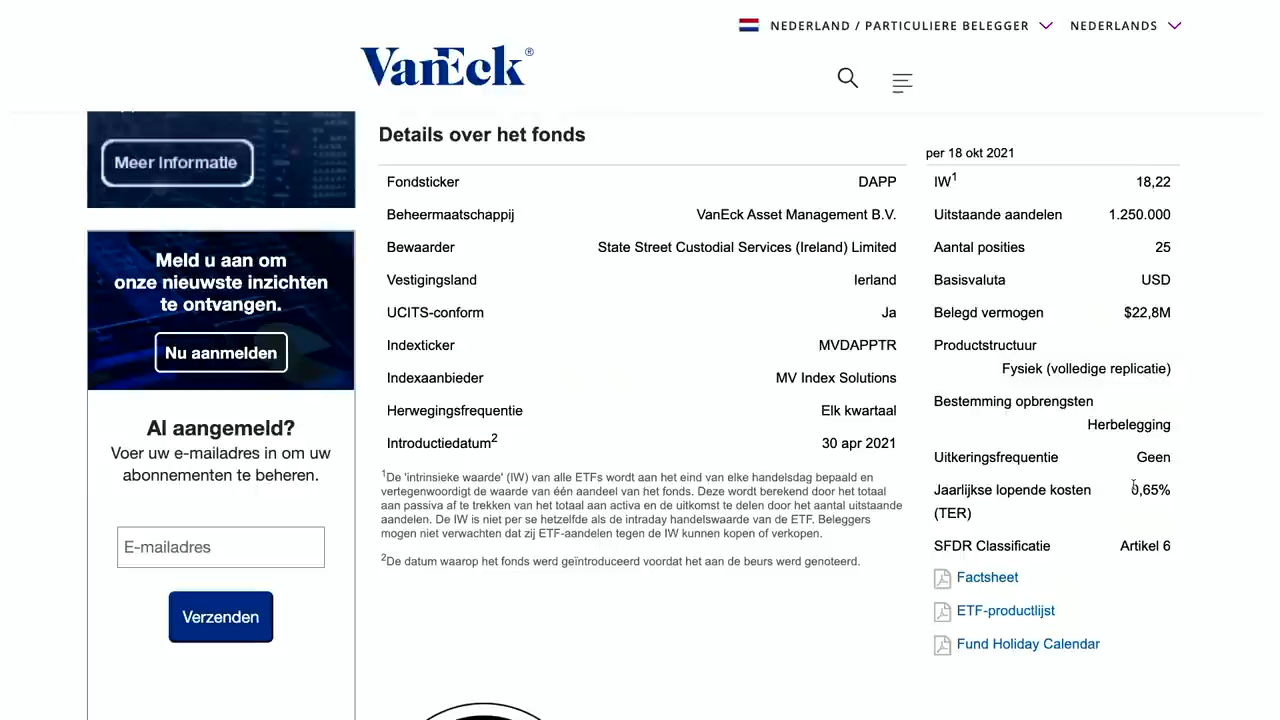 NEDERLAND / PARTICULIERE BELEGGER
NEDERLANDS
VanEck®
Meer Informatie
Meld u aan om
onze nieuwste inzichten
te ontvangen.
Nu aanmelden
Al aangemeld?
Voer uw e-mailadres in om uw
abonnementen te beheren.
E-mailadres
Verzenden
Details over het fonds
Fondsticker DAPP
Beheermaatschappij VanEck Asset Management B.V.
Bewaarder State Street Custodial Services (Ireland) Limited
Vestigingsland Ierland
UCITS-conform Ja
Indexticker MVDAPPTR
Indexaanbieder MV Index Solutions
Herwegingsfrequentie Elk kwartaal
Introductiedatum2 30 apr 2021
1De 'intrinsieke waarde' (IW) van alle ETFs wordt aan het eind van elke handelsdag bepaald en
vertegenwoordigt de waarde van één aandeel van het fonds. Deze wordt berekend door het totaal
aan passiva af te trekken van het totaal aan activa en de uitkomst te delen door het aantal uitstaande
aandelen. De IW is niet per se hetzelfde als de intraday handelswaarde van de ETF. Beleggers
mogen niet verwachten dat zij ETF-aandelen tegen de IW kunnen kopen of verkopen.
2De datum waarop het fonds werd geïntroduceerd voordat het aan de beurs werd genoteerd.
per 18 okt 2021
IW1 18,22
Uitstaande aandelen 1.250.000
Aantal posities 25
Basisvaluta USD
Belegd vermogen $22,8M
Productstructuur
Fysiek (volledige replicatie)
Bestemming opbrengsten
Herbelegging
Uitkeringsfrequentie Geen
Jaarlijkse lopende kosten 0,65%
(TER)
SFDR Classificatie Artikel 6
Factsheet
ETF-productlijst
Fund Holiday Calendar